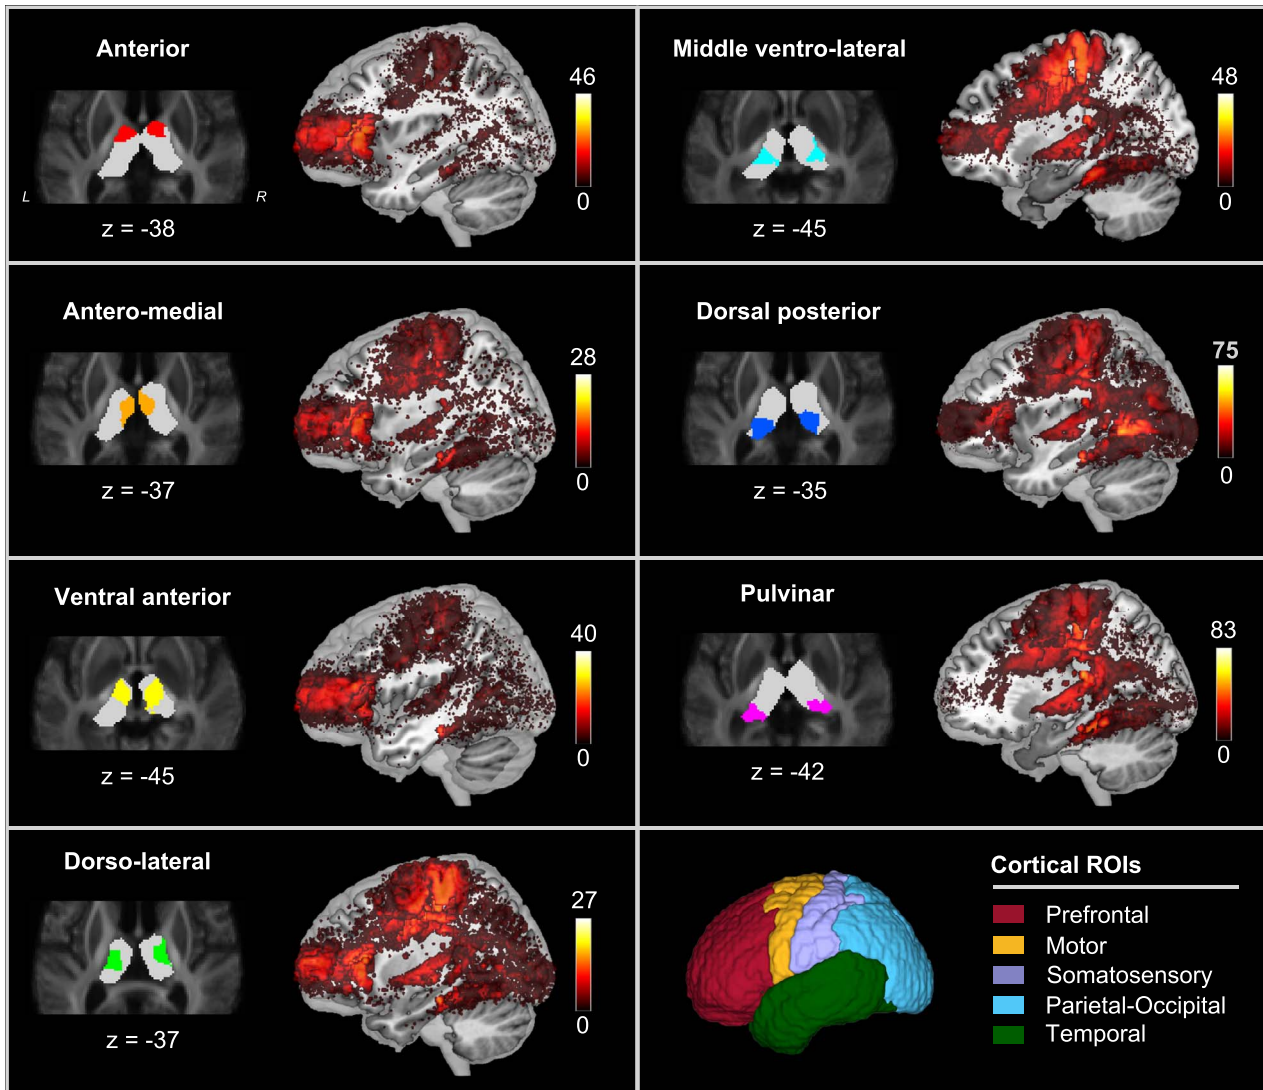 Anterior
46
0
L
R
z = -38
Middle ventro-lateral
48
0
z = -45
Antero-medial
28
0
z = -37
Dorsal posterior
75
0
z = -35
Ventral anterior
40
0
z = -45
Pulvinar
83
0
z = -42
Dorso-lateral
27
0
z = -37
Cortical ROIs
Prefrontal
Motor
Somatosensory
Parietal-Occipital
Temporal